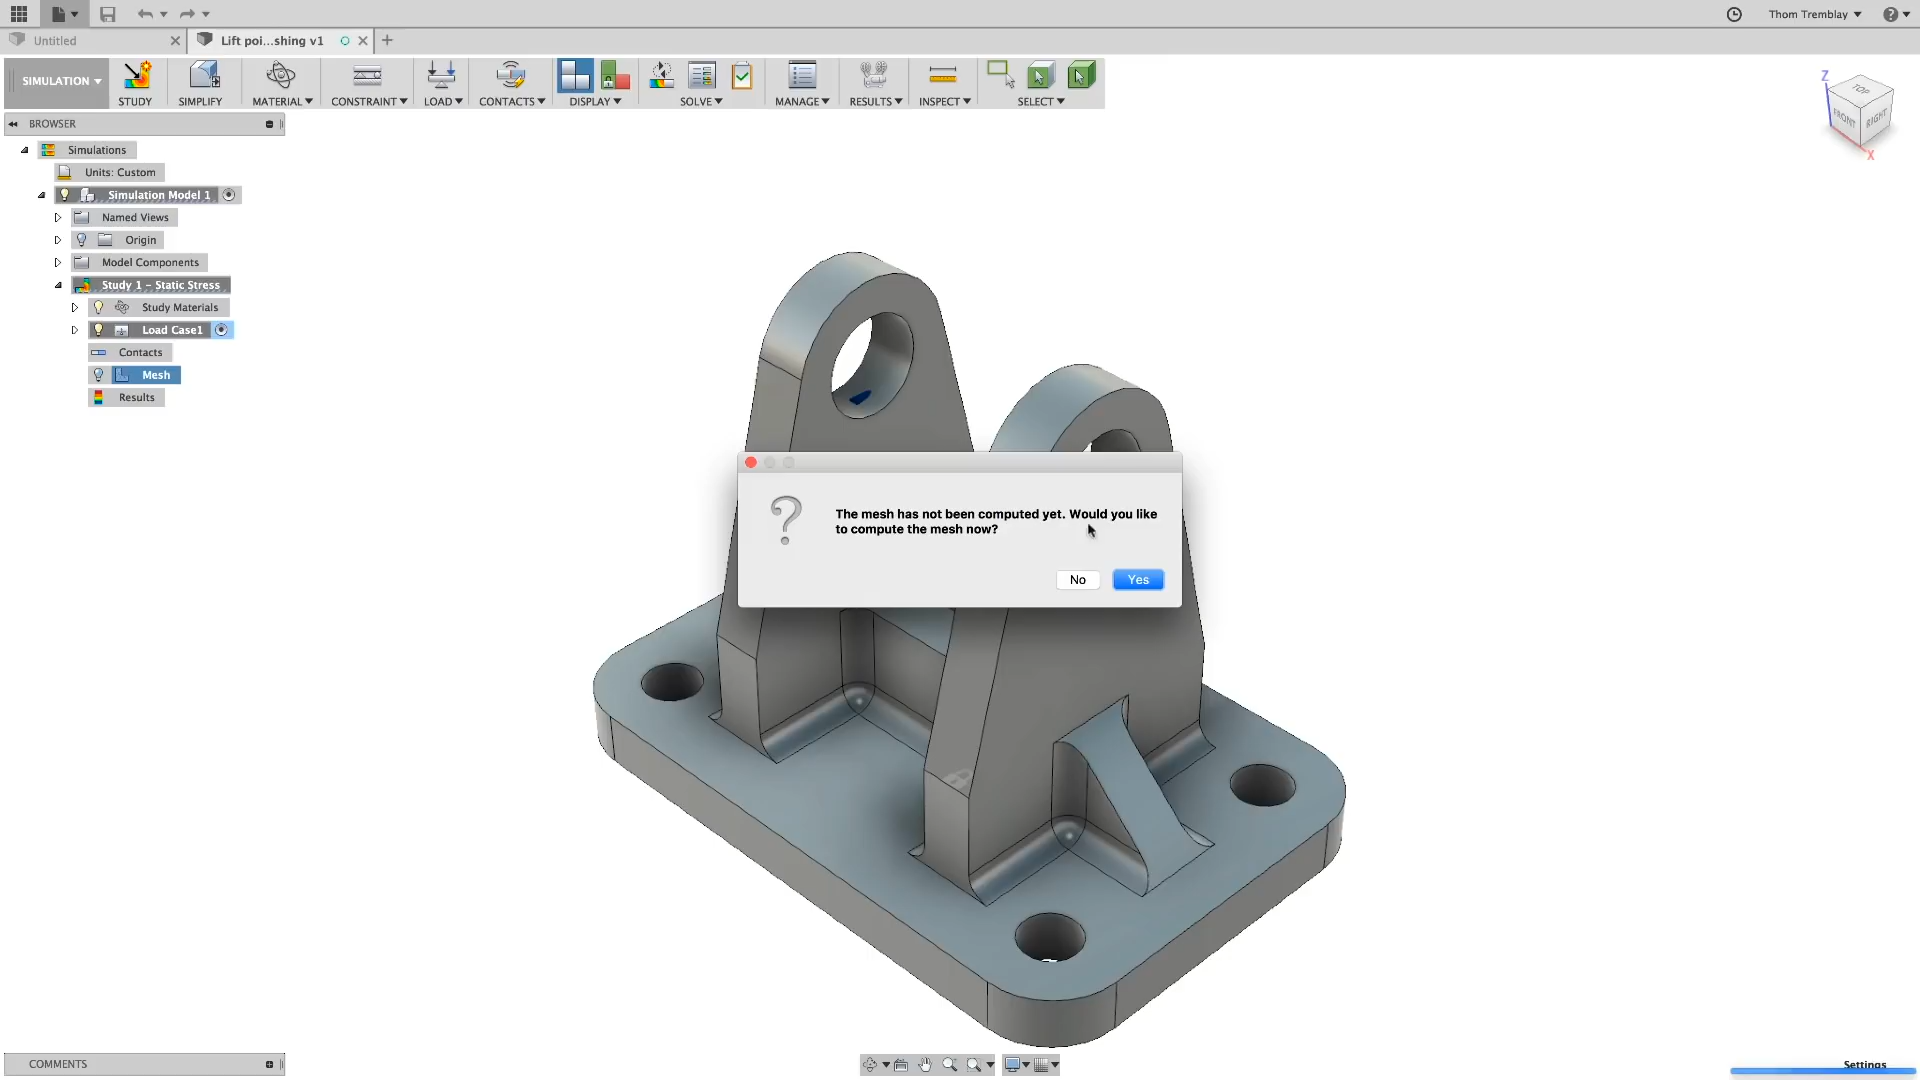 Thom Tremblay
Untitled
Lift poi...shing v1
SIMULATION
STUDY
SIMPLIFY
MATERIAL
CONSTRAINT
LOAD
CONTACTS
DISPLAY
SOLVE
MANAGE
RESULTS
INSPECT
SELECT
Z
TOP
FRONT
RIGHT
X
BROWSER
Simulations
Units: Custom
Simulation Model 1
Named Views
Origin
Model Components
Study 1 - Static Stress
Study Materials
Load Case1
Contacts
Mesh
Results
The mesh has not been computed yet. Would you like
to compute the mesh now?
No
Yes
COMMENTS
Settings